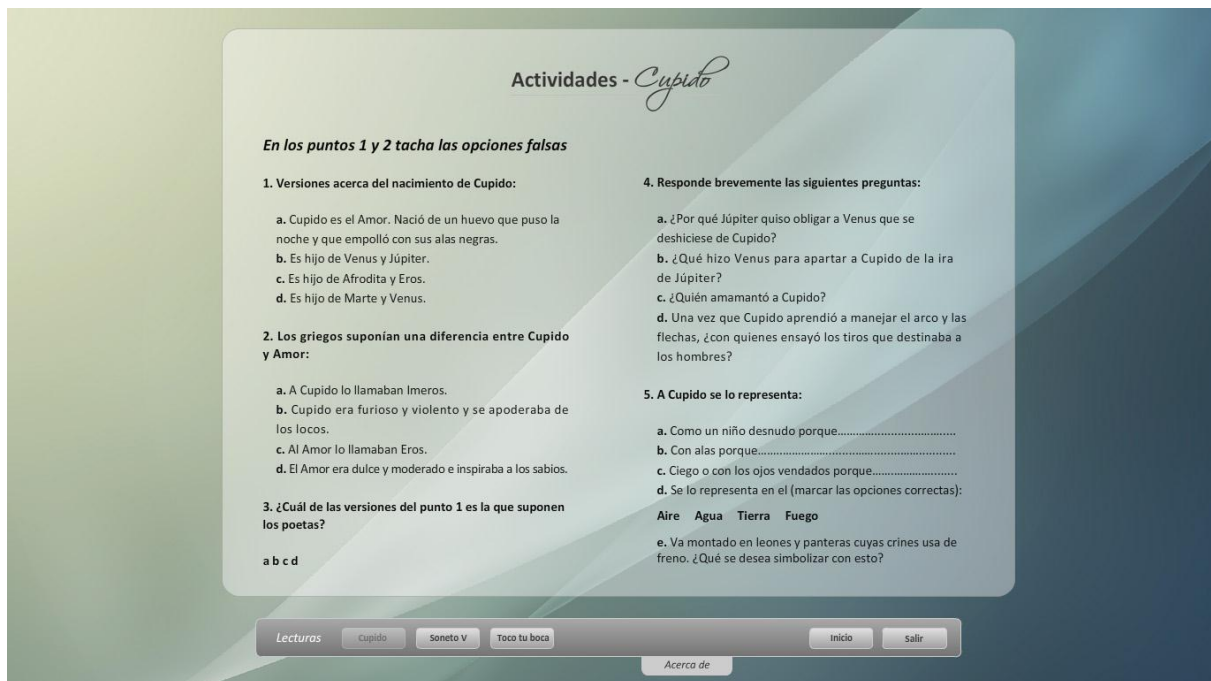 Actividades - Cupido
En los puntos 1 y 2 tacha las opciones falsas
1. Versiones acerca del nacimiento de Cupido:
a. Cupido es el Amor. Nació de un huevo que puso la
noche y que empolló con sus alas negras.
b. Es hijo de Venus y Júpiter.
c. Es hijo de Afrodita y Eros.
d. Es hijo de Marte y Venus.
2. Los griegos suponían una diferencia entre Cupido
y Amor:
a. A Cupido lo llamaban Imeros.
b. Cupido era furioso y violento y se apoderaba de
los locos.
c. Al Amor lo llamaban Eros.
d. El Amor era dulce y moderado e inspiraba a los sabios.
3. ¿Cuál de las versiones del punto 1 es la que suponen
los poetas?
a b c d
4. Responde brevemente las siguientes preguntas:
a. ¿Por qué Júpiter quiso obligar a Venus que se
deshiciese de Cupido?
b. ¿Qué hizo Venus para apartar a Cupido de la ira
de Júpiter?
c. ¿Quién amamantó a Cupido?
d. Una vez que Cupido aprendió a manejar el arco y las
flechas, ¿con quienes ensayó los tiros que destinaba a
los hombres?
5. A Cupido se lo representa:
a. Como un niño desnudo porque...................................
b. Con alas porque..........................................................
c. Ciego o con los ojos vendados porque.........................
d. Se lo representa en el (marcar las opciones correctas):
Aire Agua Tierra Fuego
e. Va montado en leones y panteras cuyas crines usa de
freno. ¿Qué se desea simbolizar con esto?
Lecturas Cupido Soneto V Toco tu boca Inicio Salir
Acerca de